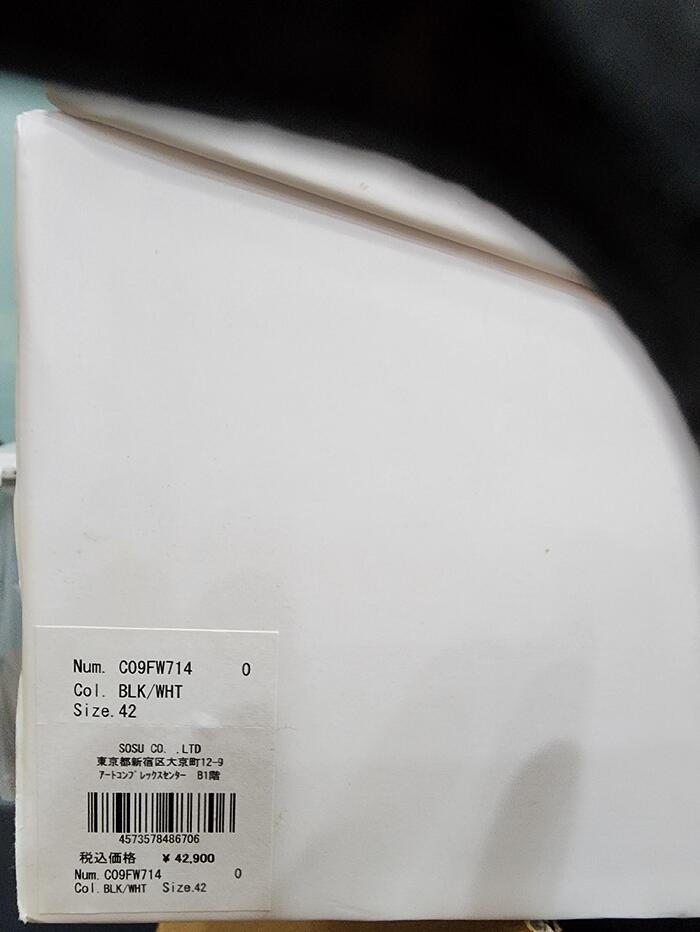 Num. C09FW714 0
Col. BLK/WHT
Size.42
SOSU CO. .LTD
東京都新宿区大京町12-9
アートコンプレックスセンター B1階
4573578486706
税込価格 ¥ 42,900
Num. C09FW714 0
Col. BLK/WHT Size.42